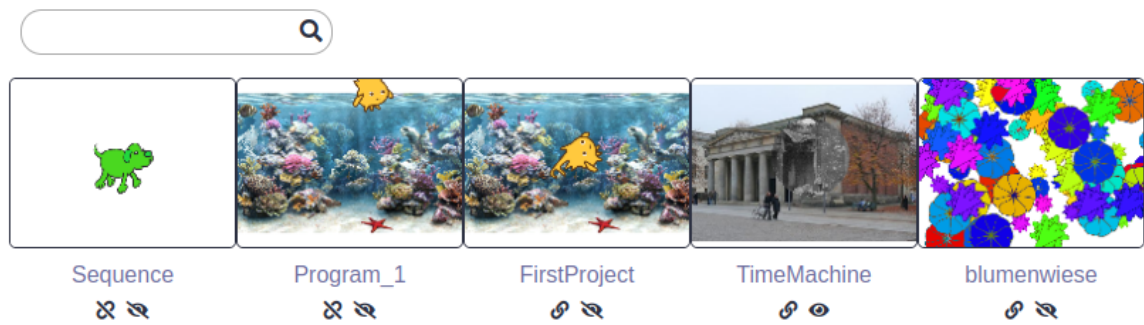 Sequence
Program_1
FirstProject
TimeMachine
blumenwiese